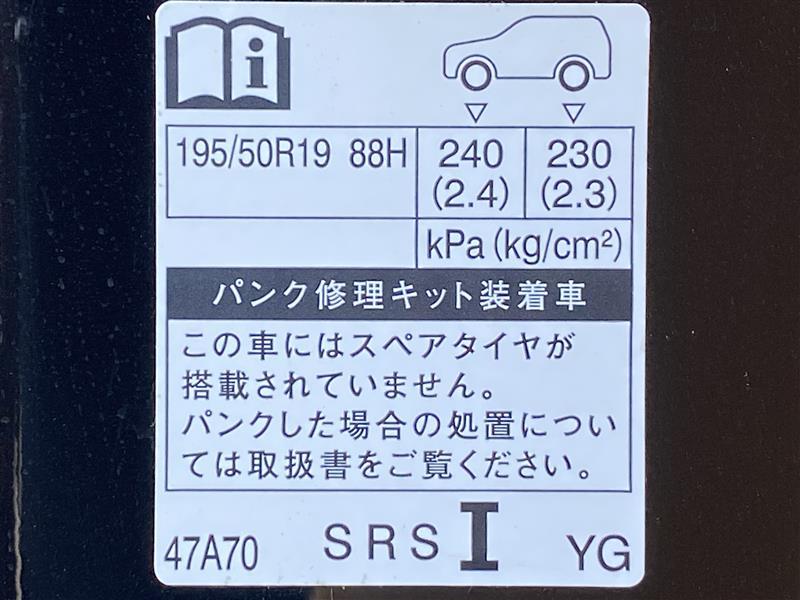 i
195/50R19 88H 240 230
(2.4) (2.3)
kPa (kg/cm²)
パンク修理キット装着車
この車にはスペアタイヤが
搭載されていません。
パンクした場合の処置につい
ては取扱書をご覧ください。
47A70 SRS I YG